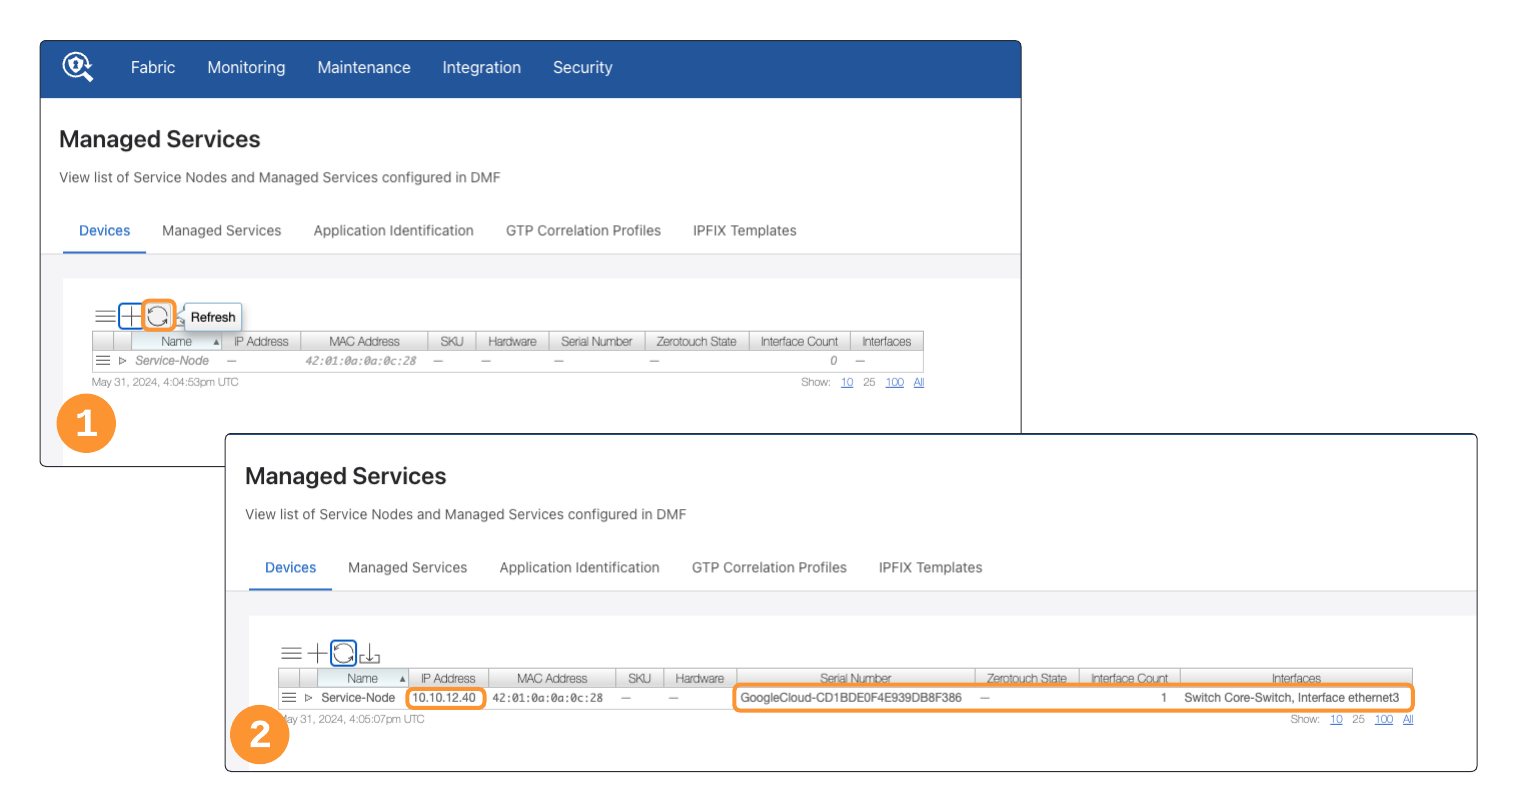 Fabric Monitoring Maintenance Integration Security
Managed Services
View list of Service Nodes and Managed Services configured in DMF
Devices Managed Services Application Identification GTP Correlation Profiles IPFIX Templates
Refresh
Name IP Address MAC Address SKU Hardware Serial Number Zerotouch State Interface Count Interfaces
Service-Node — 42:01:0a:0a:0c:28 — — — — 0 —
May 31, 2024, 4:04:53pm UTC Show: 10 25 100 All
1
Managed Services
View list of Service Nodes and Managed Services configured in DMF
Devices Managed Services Application Identification GTP Correlation Profiles IPFIX Templates
Name IP Address MAC Address SKU Hardware Serial Number Zerotouch State Interface Count Interfaces
Service-Node 10.10.12.40 42:01:0a:0a:0c:28 — — GoogleCloud-CD1BDE0F4E939DB8F386 — 1 Switch Core-Switch, Interface ethernet3
May 31, 2024, 4:05:07pm UTC Show: 10 25 100 All
2